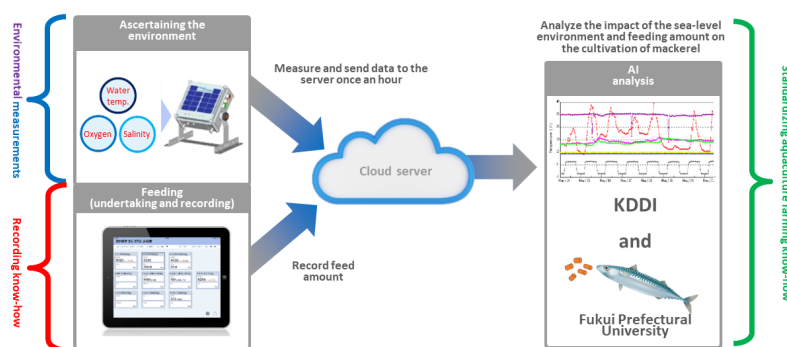 Environmental measurements
Recording know-how
Ascertaining the
environment
Water
temp.
Oxygen
Salinity
Feeding
(undertaking and recording)
Measure and send data to the
server once an hour
Cloud server
Record feed
amount
Analyze the impact of the sea-level
environment and feeding amount on
the cultivation of mackerel
AI
analysis
KDDI
and
Fukui Prefectural
University
Standardizing aquaculture farming know-how